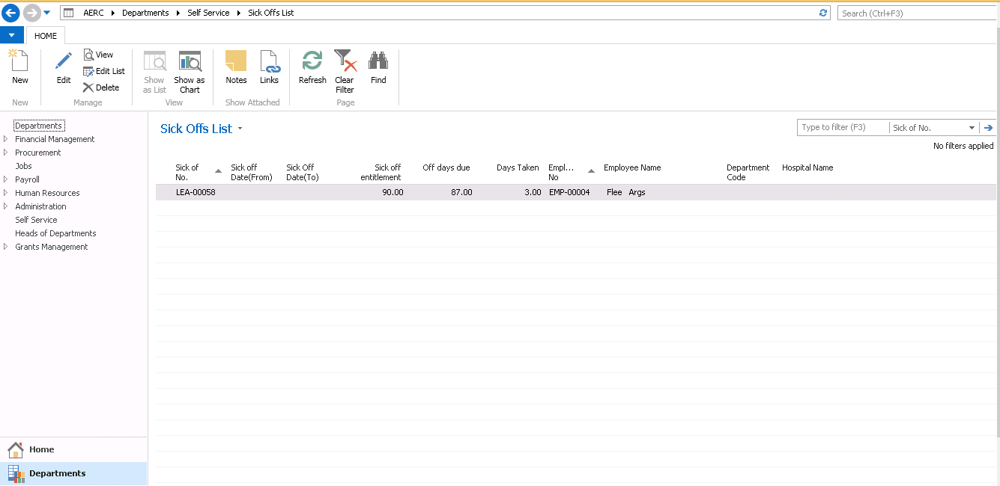 AERC Departments Self Service Sick Offs List
Search (Ctrl+F3)
HOME
New
Edit
View
Edit List
Delete
Show as List
Show as Chart
Notes
Links
Refresh
Clear Filter
Find
New
Manage
View
Show Attached
Page
Departments
Financial Management
Procurement
Jobs
Payroll
Human Resources
Administration
Self Service
Heads of Departments
Grants Management
Home
Departments
Sick Offs List
Type to filter (F3) Sick of No.
No filters applied
Sick of No. Sick off Date(From) Sick Off Date(To) Sick off entitlement Off days due Days Taken Empl... No Employee Name Department Code Hospital Name
LEA-00058 90.00 87.00 3.00 EMP-00004 Flee Args